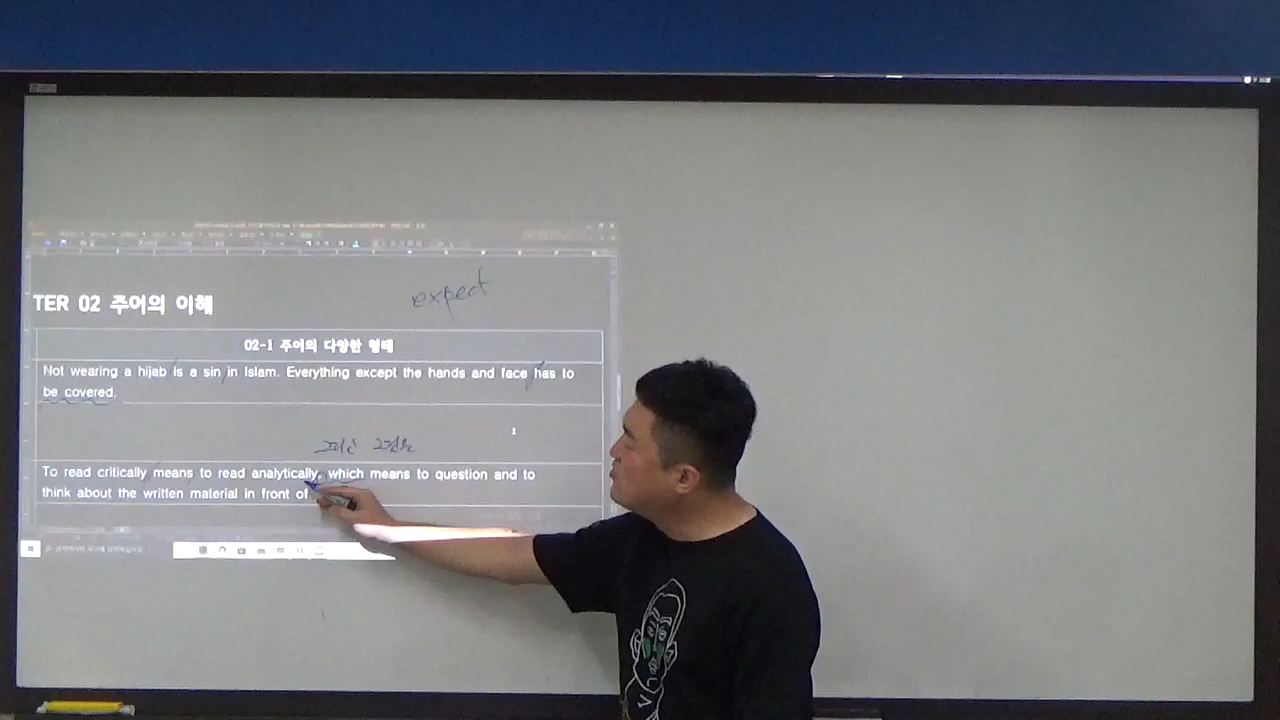 expect
TER 02 주어의 이해
02-1 주어의 다양한 형태
Not wearing a hijab is a sin in Islam. Everything except the hands and face has to
be covered.
To read critically means to read analytically, which means to question and to
think about the written material in front of